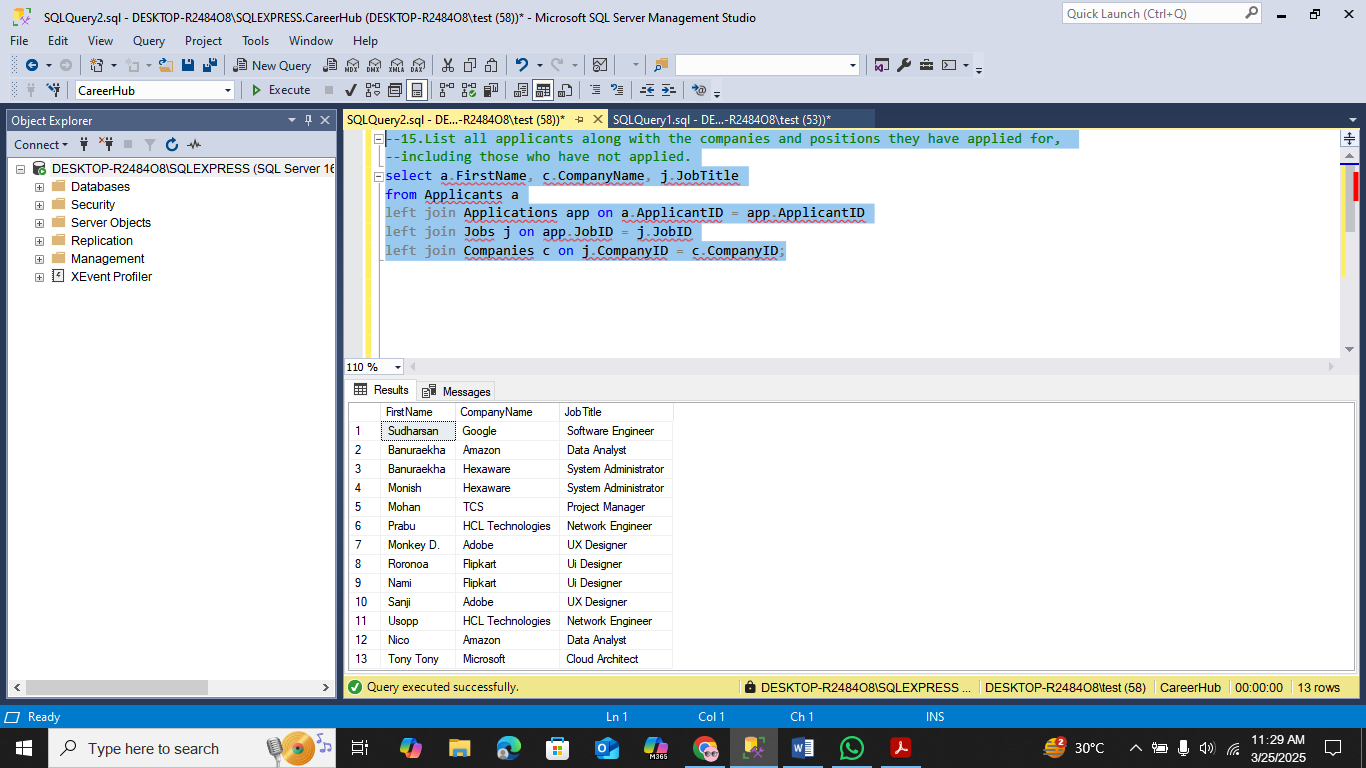 SQLQuery2.sql - DESKTOP-R2484O8\SQLEXPRESS.CareerHub (DESKTOP-R2484O8\test (58))* - Microsoft SQL Server Management Studio
Quick Launch (Ctrl+Q)
File Edit View Query Project Tools Window Help
New Query
MDX DMX XMLA DAX
CareerHub
Execute
Object Explorer
SQLQuery2.sql - DE...-R2484O8\test (58))*
SQLQuery1.sql - DE...-R2484O8\test (53))*
Connect
DESKTOP-R2484O8\SQLEXPRESS (SQL Server 16
Databases
Security
Server Objects
Replication
Management
XEvent Profiler
--15.List all applicants along with the companies and positions they have applied for,
--including those who have not applied.
select a.FirstName, c.CompanyName, j.JobTitle
from Applicants a
left join Applications app on a.ApplicantID = app.ApplicantID
left join Jobs j on app.JobID = j.JobID
left join Companies c on j.CompanyID = c.CompanyID;
110 %
Results Messages
FirstName CompanyName JobTitle
1 Sudharsan Google Software Engineer
2 Banuraekha Amazon Data Analyst
3 Banuraekha Hexaware System Administrator
4 Monish Hexaware System Administrator
5 Mohan TCS Project Manager
6 Prabu HCL Technologies Network Engineer
7 Monkey D. Adobe UX Designer
8 Roronoa Flipkart Ui Designer
9 Nami Flipkart Ui Designer
10 Sanji Adobe UX Designer
11 Usopp HCL Technologies Network Engineer
12 Nico Amazon Data Analyst
13 Tony Tony Microsoft Cloud Architect
Query executed successfully.
DESKTOP-R2484O8\SQLEXPRESS ... DESKTOP-R2484O8\test (58) CareerHub 00:00:00 13 rows
Ready Ln 1 Col 1 Ch 1 INS
Type here to search
M365
30°C
11:29 AM
3/25/2025